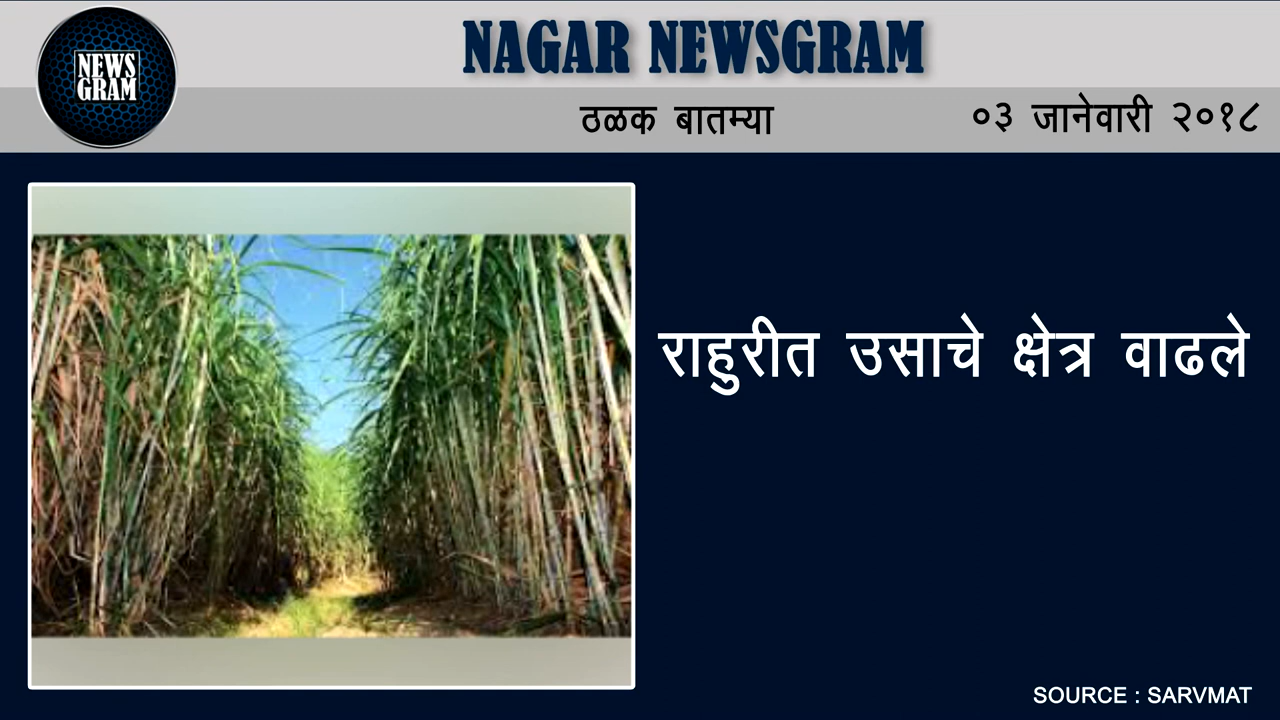 NEWS
GRAM
NAGAR NEWSGRAM
ठळक बातम्या
०३ जानेवारी २०१८
राहुरीत उसाचे क्षेत्र वाढले
SOURCE : SARVMAT